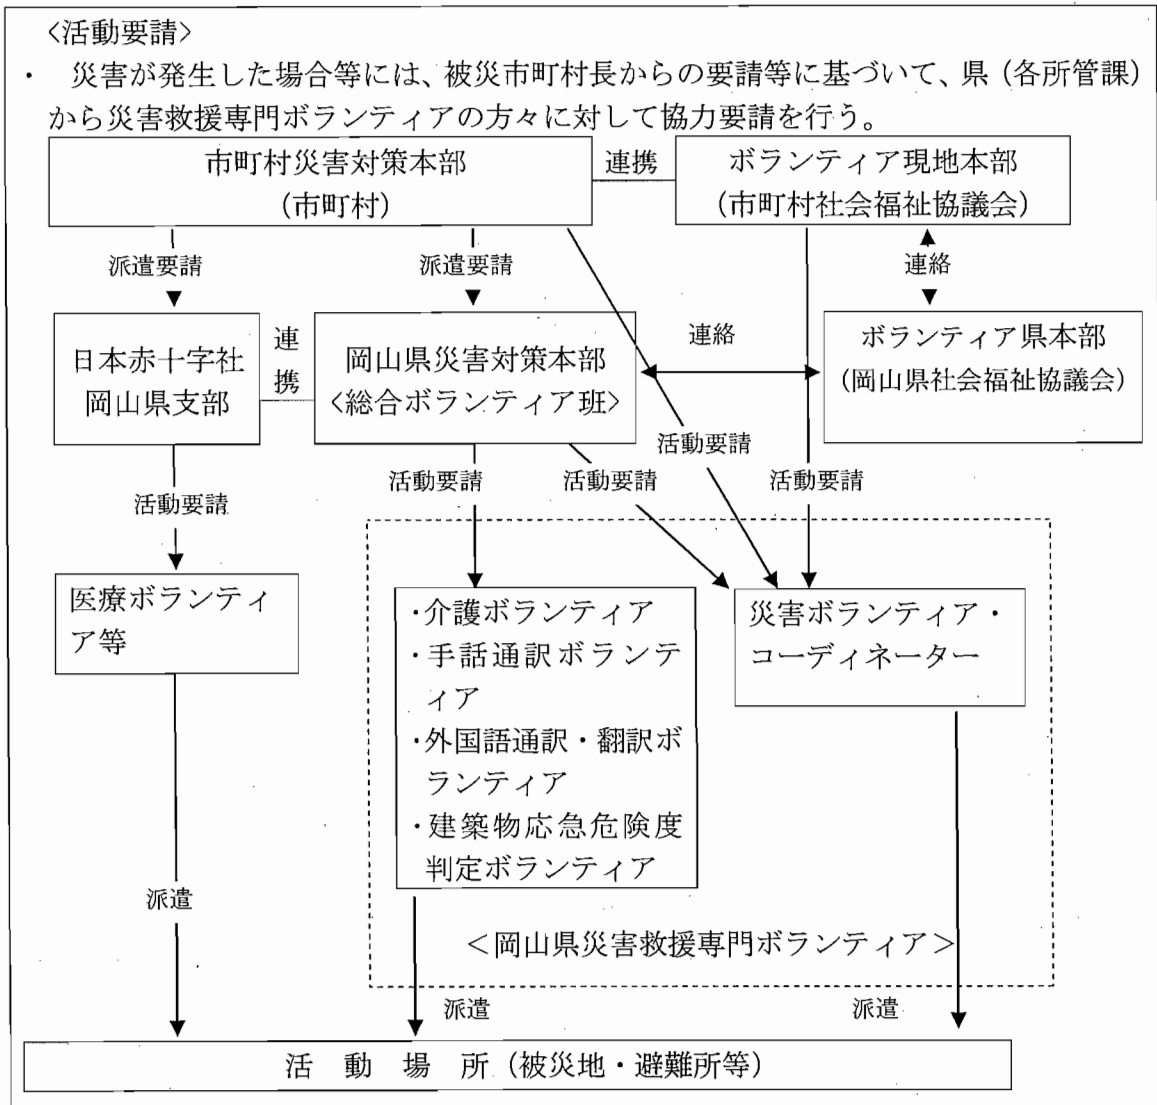 <活動要請>
・ 災害が発生した場合等には、被災市町村長からの要請等に基づいて、県（各所管課）
から災害救援専門ボランティアの方々に対して協力要請を行う。
市町村災害対策本部
（市町村）
連携
ボランティア現地本部
（市町村社会福祉協議会）
派遣要請
派遣要請
連絡
日本赤十字社
岡山県支部
連
携
岡山県災害対策本部
<総合ボランティア班>
連絡
ボランティア県本部
（岡山県社会福祉協議会）
活動要請
活動要請
活動要請
活動要請
活動要請
医療ボランティ
ア等
・介護ボランティア
・手話通訳ボランテ
ィア
・外国語通訳・翻訳ボ
ランティア
・建築物応急危険度
判定ボランティア
災害ボランティア・
コーディネーター
派遣
＜岡山県災害救援専門ボランティア＞
派遣
派遣
活 動 場 所（被災地・避難所等）